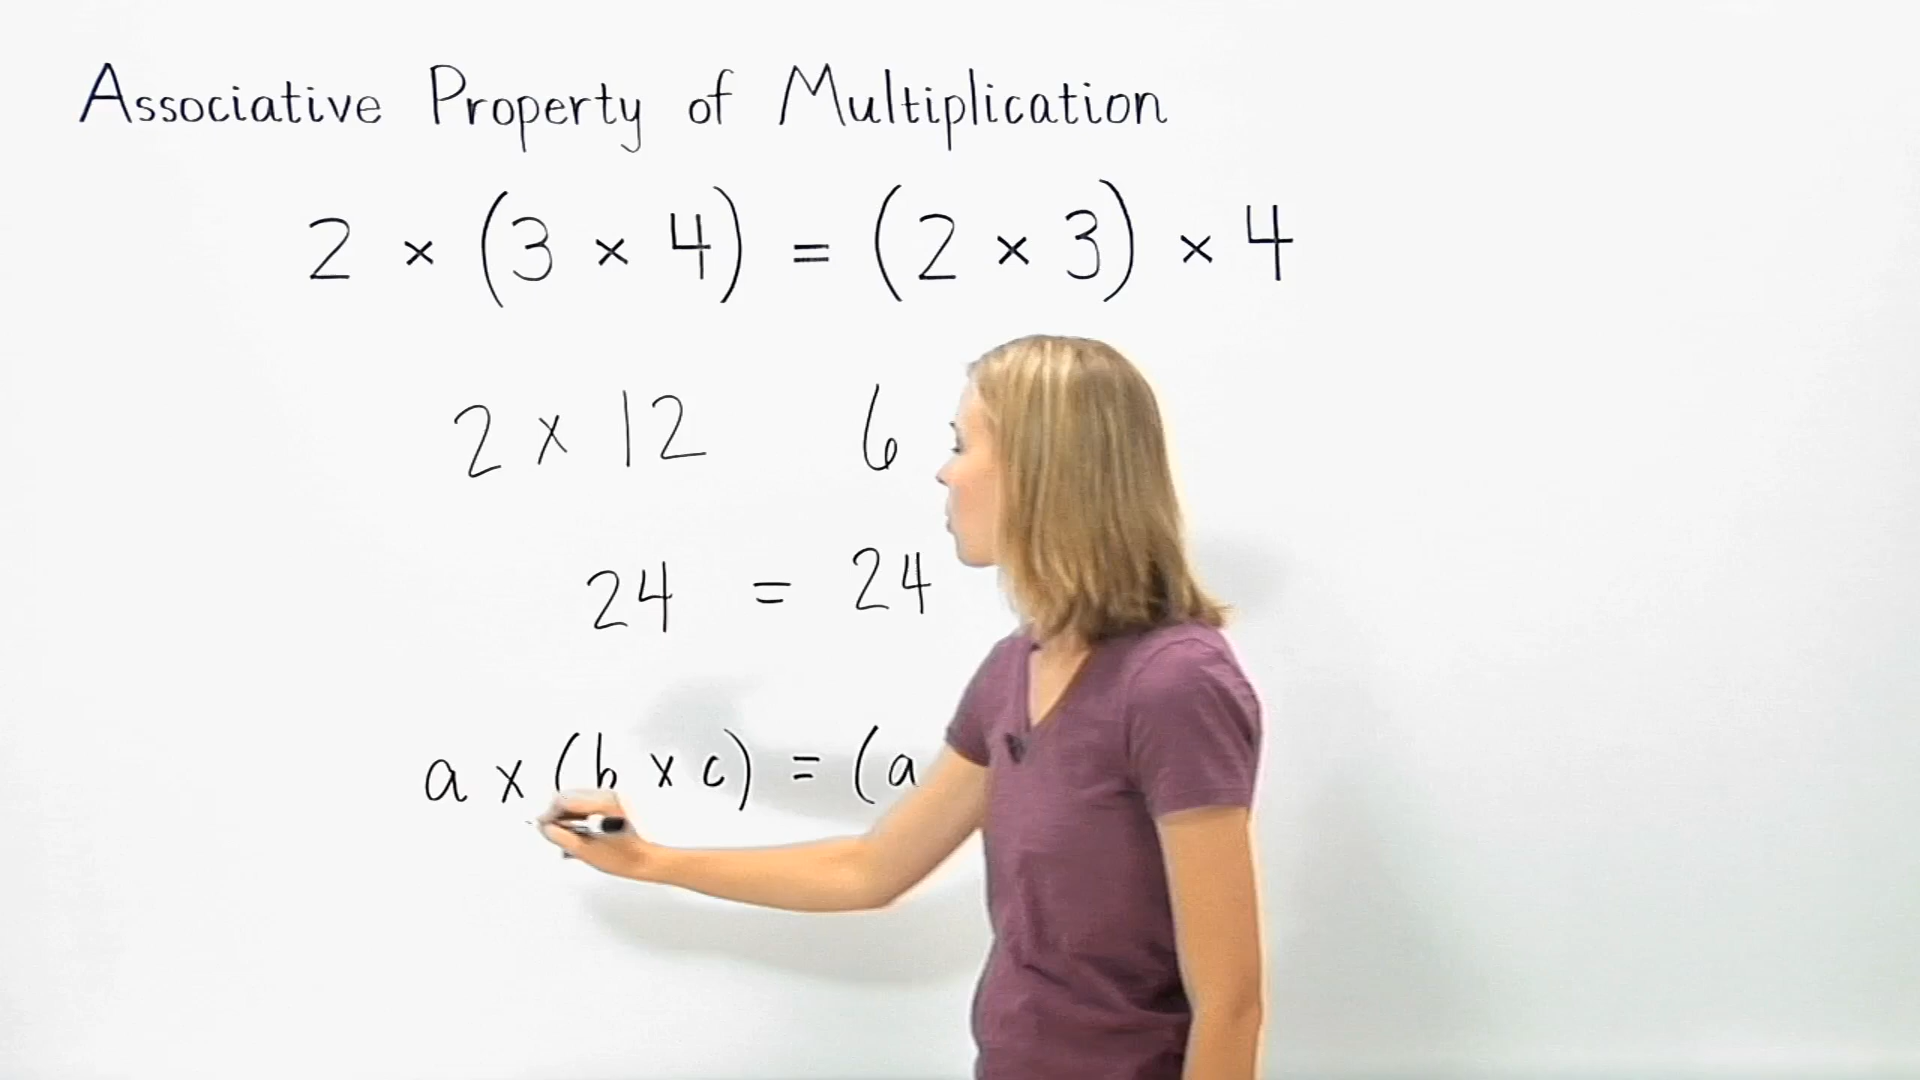 Associative Property of Multiplication
2 × (3 × 4) = (2 × 3) × 4
2 × 12 6
24 = 24
a × (b × c) = (a